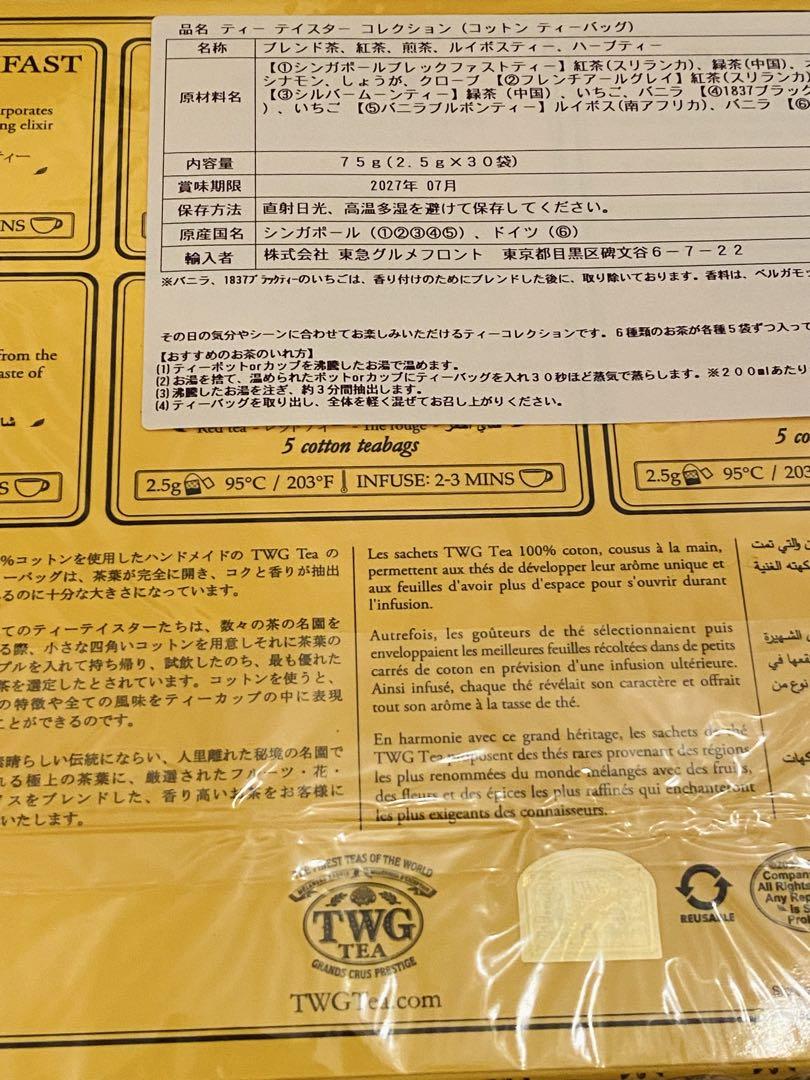 品名 ティー テイスター コレクション (コットン ティーバッグ)
名称 ブレンド茶、紅茶、煎茶、ルイボスティー、ハーブティー
原材料名
【①シンガポールブレックファストティー】紅茶(スリランカ)、緑茶(中国)、
シナモン、しょうが、クローブ 【②フレンチアールグレイ】紅茶(スリランカ)
【③シルバームーンティー】緑茶 (中国) 、いちご、バニラ 【④1837ブラック
)、いちご 【⑤バニラブルボンティー】ルイボス(南アフリカ)、バニラ 【⑥
内容量 75g(2.5g×30袋)
賞味期限 2027年 07月
保存方法 直射日光、高温多湿を避けて保存してください。
原産国名 シンガポール (①②③④⑤) 、ドイツ (⑥)
輸入者 株式会社 東急グルメフロント 東京都目黒区碑文谷6-7-22
※バニラ、1837ブラックティーのいちごは、香り付けのためにブレンドした後に、取り除いております。香料は、ベルガモ
その日の気分やシーンに合わせてお楽しみいただけるティーコレクションです。6種類のお茶が各種5袋ずつ入って
【おすすめのお茶のいれ方】
(1)ティーポットorカップを沸騰したお湯で温めます。
(2)お湯を捨て、温められたポットorカップにティーバッグを入れ30秒ほど蒸気で蒸らします。※200mlあたり
(3)沸騰したお湯を注ぎ、約3分間抽出します。
(4)ティーバッグを取り出し、全体を軽く混ぜてお召し上がりください。
FAST
orporates
ng elixir
ティー
NS
from the
aste of
Red tea - レッドティー - Thé rouge -
5 cotton teabags
5 co
S
2.5g 95°C / 203°F INFUSE: 2-3 MINS
2.5g 95°C / 203°
%コットンを使用したハンドメイドの TWG Tea の
ーバッグは、茶葉が完全に開き、コクと香りが抽出
るのに十分な大きさになっています。
てのティーテイスターたちは、数々の茶の名園を
る際、小さな四角いコットンを用意しそれに茶葉の
プルを入れて持ち帰り、試飲したのち、最も優れた
茶を選定したとされています。コットンを使うと、
の特徴や全ての風味をティーカップの中に表現
ことができるのです。
晴らしい伝統にならい、人里離れた秘境の名園で
れる極上の茶葉に、厳選されたフルーツ・花・
イスをブレンドした、香り高いお茶をお客様に
いたします。
Les sachets TWG Tea 100% coton, cousus à la main,
permettent aux thés de développer leur arôme unique et
aux feuilles d'avoir plus d'espace pour s'ouvrir durant
l'infusion.
Autrefois, les goûteurs de thé sélectionnaient puis
enveloppaient les meilleures feuilles récoltées dans de petits
carrés de coton en prévision d'une infusion ultérieure.
Ainsi infusé, chaque thé révélait son caractère et offrait
tout son arôme à la tasse de thé.
En harmonie avec ce grand héritage, les sachets de thé
TWG Tea proposent des thés rares provenant des régions
les plus renommées du monde mélangés avec des fruits,
des fleurs et des épices les plus raffinés qui enchanteront
les plus exigeants des connaisseurs.
والتي تمت
نكهته الغنية
الشهيرة
في
نوع من
THE FINEST TEAS OF THE WORLD
TWG
TEA
GRANDS CRUS PRESTIGE
TWGTea.com
REUSABLE
Compan
All Rights
Any Rep
is S
Prol